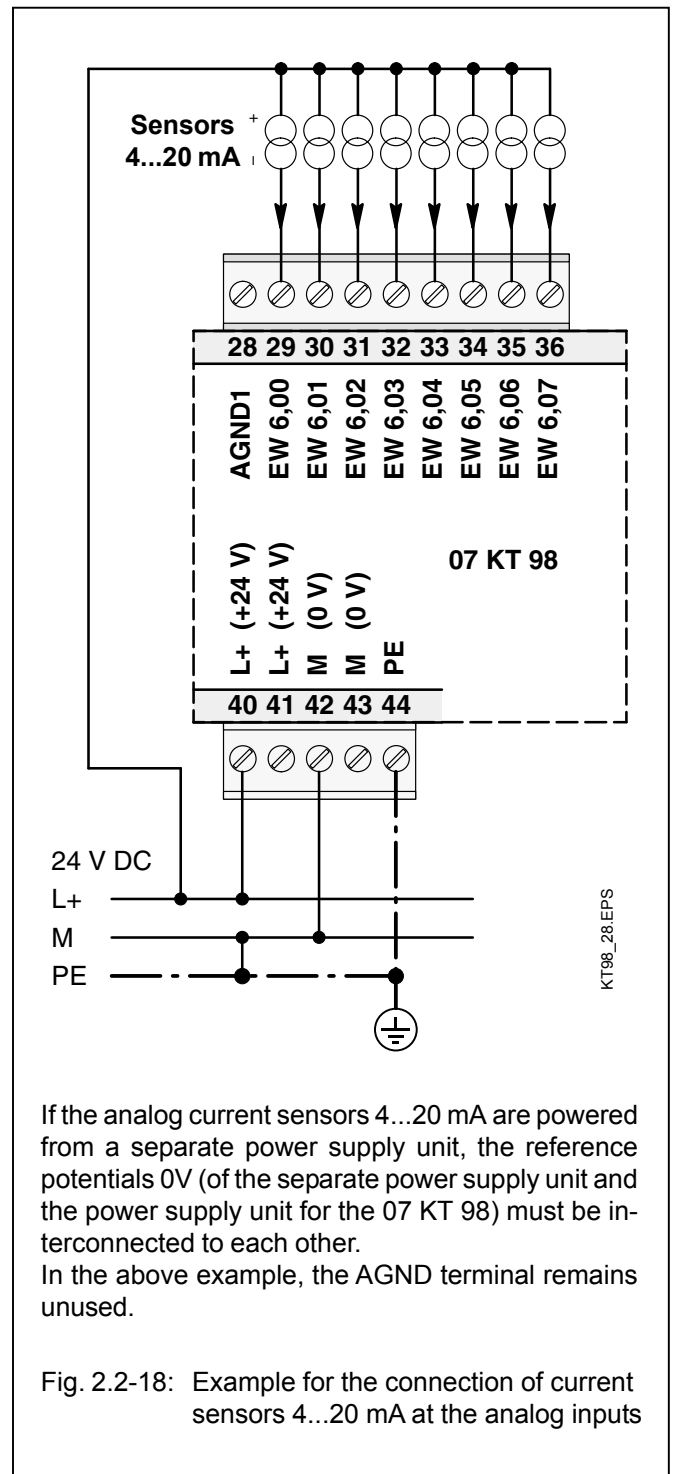 Sensors +
4...20 mA I
28 29 30 31 32 33 34 35 36
AGND1
EW 6,00
EW 6,01
EW 6,02
EW 6,03
EW 6,04
EW 6,05
EW 6,06
EW 6,07
07 KT 98
L+ (+24 V)
L+ (+24 V)
M (0 V)
M (0 V)
PE
40 41 42 43 44
24 V DC
L+
M
PE
KT98_28.EPS
If the analog current sensors 4...20 mA are powered
from a separate power supply unit, the reference
potentials 0V (of the separate power supply unit and
the power supply unit for the 07 KT 98) must be in-
terconnected to each other.
In the above example, the AGND terminal remains
unused.
Fig. 2.2-18: Example for the connection of current
sensors 4...20 mA at the analog inputs